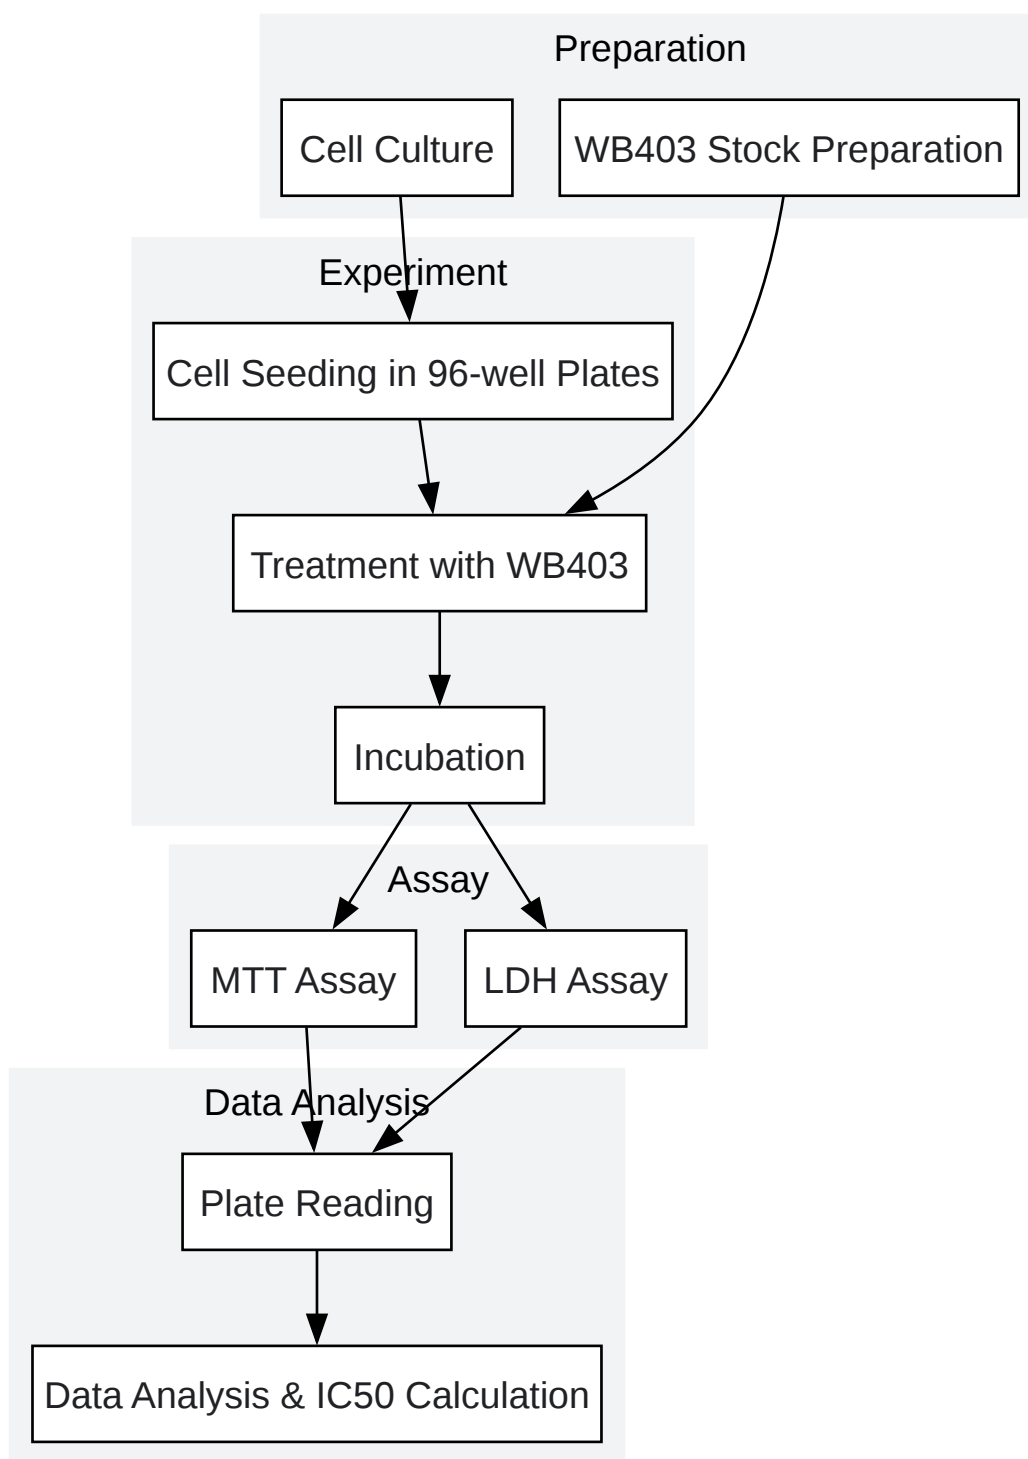 Preparation
Cell Culture
WB403 Stock Preparation
Experiment
Cell Seeding in 96-well Plates
Treatment with WB403
Incubation
Assay
MTT Assay
LDH Assay
Data Analysis
Plate Reading
Data Analysis & IC50 Calculation